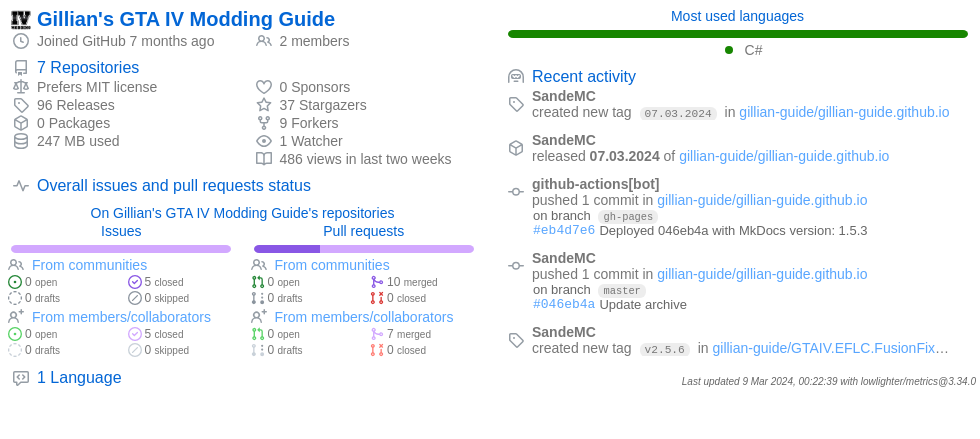 Gillian's GTA IV Modding Guide
Joined GitHub 7 months ago
2 members
7 Repositories
Prefers MIT license
96 Releases
0 Packages
247 MB used
0 Sponsors
37 Stargazers
9 Forkers
1 Watcher
486 views in last two weeks
Overall issues and pull requests status
On Gillian's GTA IV Modding Guide's repositories
Issues
From communities
0 open
5 closed
0 drafts
0 skipped
From members/collaborators
0 open
5 closed
0 drafts
0 skipped
Pull requests
From communities
0 open
10 merged
0 drafts
0 closed
From members/collaborators
0 open
7 merged
0 drafts
0 closed
1 Language
Most used languages
C#
Recent activity
SandeMC
created new tag 07.03.2024 in gillian-guide/gillian-guide.github.io
SandeMC
released 07.03.2024 of gillian-guide/gillian-guide.github.io
github-actions[bot]
pushed 1 commit in gillian-guide/gillian-guide.github.io
on branch gh-pages
#eb4d7e6 Deployed 046eb4a with MkDocs version: 1.5.3
SandeMC
pushed 1 commit in gillian-guide/gillian-guide.github.io
on branch master
#046eb4a Update archive
SandeMC
created new tag v2.5.6 in gillian-guide/GTAIV.EFLC.FusionFix…
Last updated 9 Mar 2024, 00:22:39 with lowlighter/metrics@3.34.0